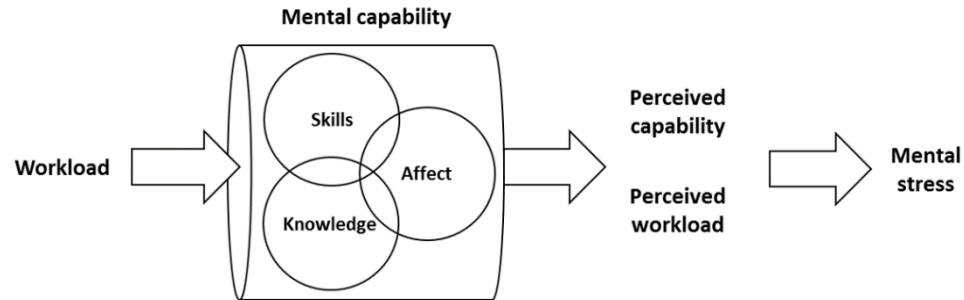 Mental capability
Workload
Skills
Affect
Knowledge
Perceived
capability
Perceived
workload
Mental
stress